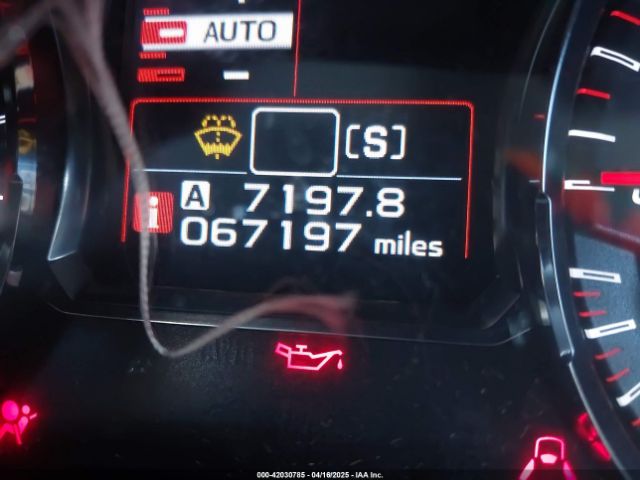 AUTO
[S]
i A 7197.8
067197 miles
000-42030785 - 04/16/2025 - IAA Inc.